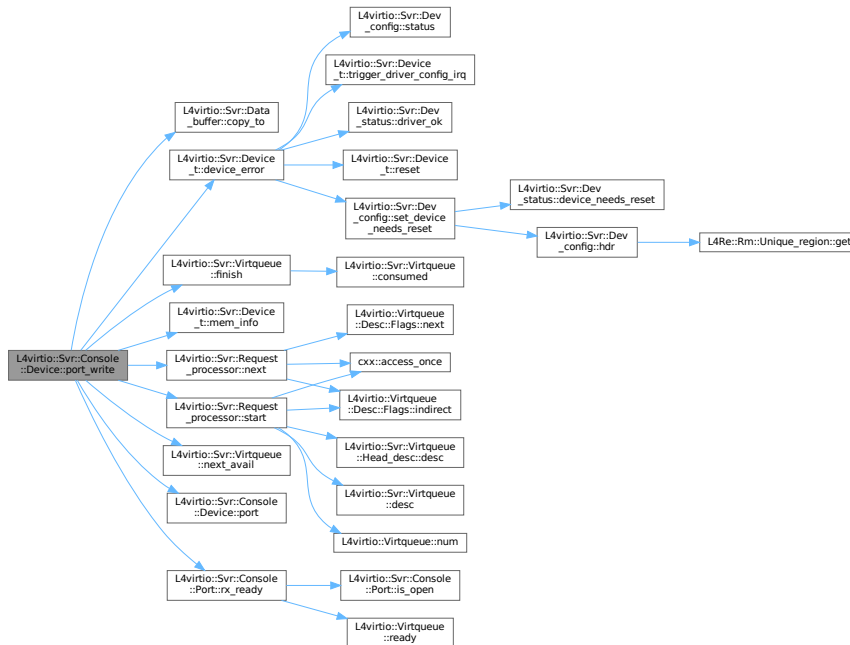 L4virtio::Svr::Dev
_config::status
L4virtio::Svr::Device
_t::trigger_driver_config_irq
L4virtio::Svr::Data
_buffer::copy_to
L4virtio::Svr::Dev
_status::driver_ok
L4virtio::Svr::Device
_t::device_error
L4virtio::Svr::Device
_t::reset
L4virtio::Svr::Dev
_status::device_needs_reset
L4virtio::Svr::Dev
_config::set_device
_needs_reset
L4virtio::Svr::Dev
_config::hdr
L4Re::Rm::Unique_region::get
L4virtio::Svr::Virtqueue
::finish
L4virtio::Svr::Virtqueue
::consumed
L4virtio::Svr::Device
_t::mem_info
L4virtio::Virtqueue
::Desc::Flags::next
L4virtio::Svr::Console
::Device::port_write
L4virtio::Svr::Request
_processor::next
cxx::access_once
L4virtio::Svr::Request
_processor::start
L4virtio::Virtqueue
::Desc::Flags::indirect
L4virtio::Svr::Virtqueue
::Head_desc::desc
L4virtio::Svr::Virtqueue
::next_avail
L4virtio::Svr::Virtqueue
::desc
L4virtio::Svr::Console
::Device::port
L4virtio::Virtqueue::num
L4virtio::Svr::Console
::Port::rx_ready
L4virtio::Svr::Console
::Port::is_open
L4virtio::Virtqueue
::ready